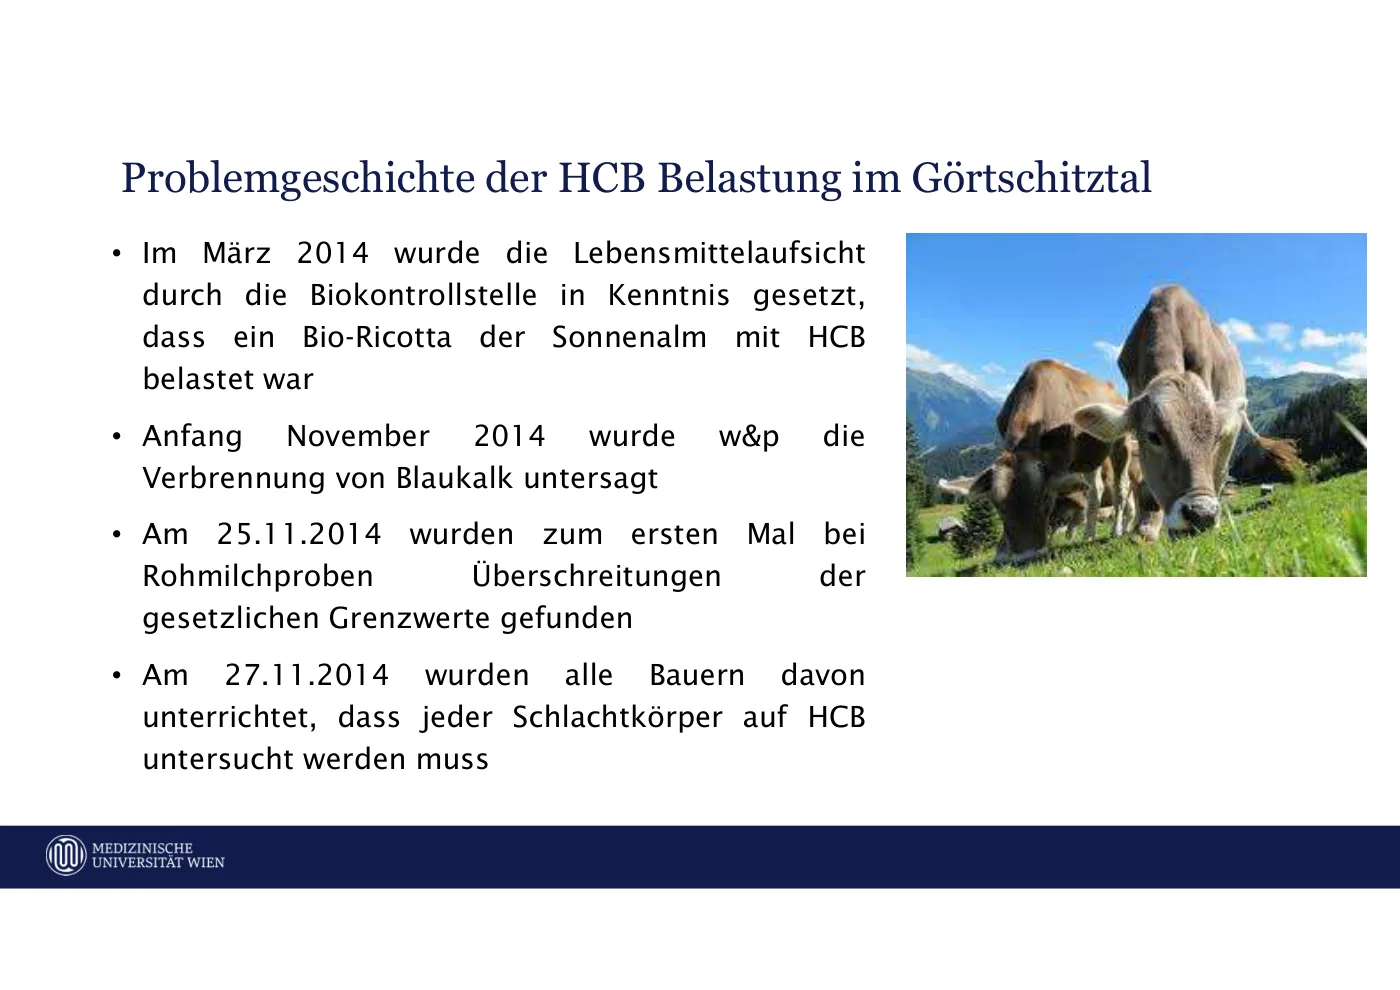 Problemgeschichte der HCB Belastung im Görtschitztal
• Im März 2014 wurde die Lebensmittelaufsicht
durch die Biokontrollstelle in Kenntnis gesetzt,
dass ein Bio-Ricotta der Sonnenalm mit HCB
belastet war
• Anfang November 2014 wurde w&p die
Verbrennung von Blaukalk untersagt
• Am 25.11.2014 wurden zum ersten Mal bei
Rohmilchproben Überschreitungen der
gesetzlichen Grenzwerte gefunden
• Am 27.11.2014 wurden alle Bauern davon
unterrichtet, dass jeder Schlachtkörper auf HCB
untersucht werden muss
MEDIZINISCHE
UNIVERSITÄT WIEN